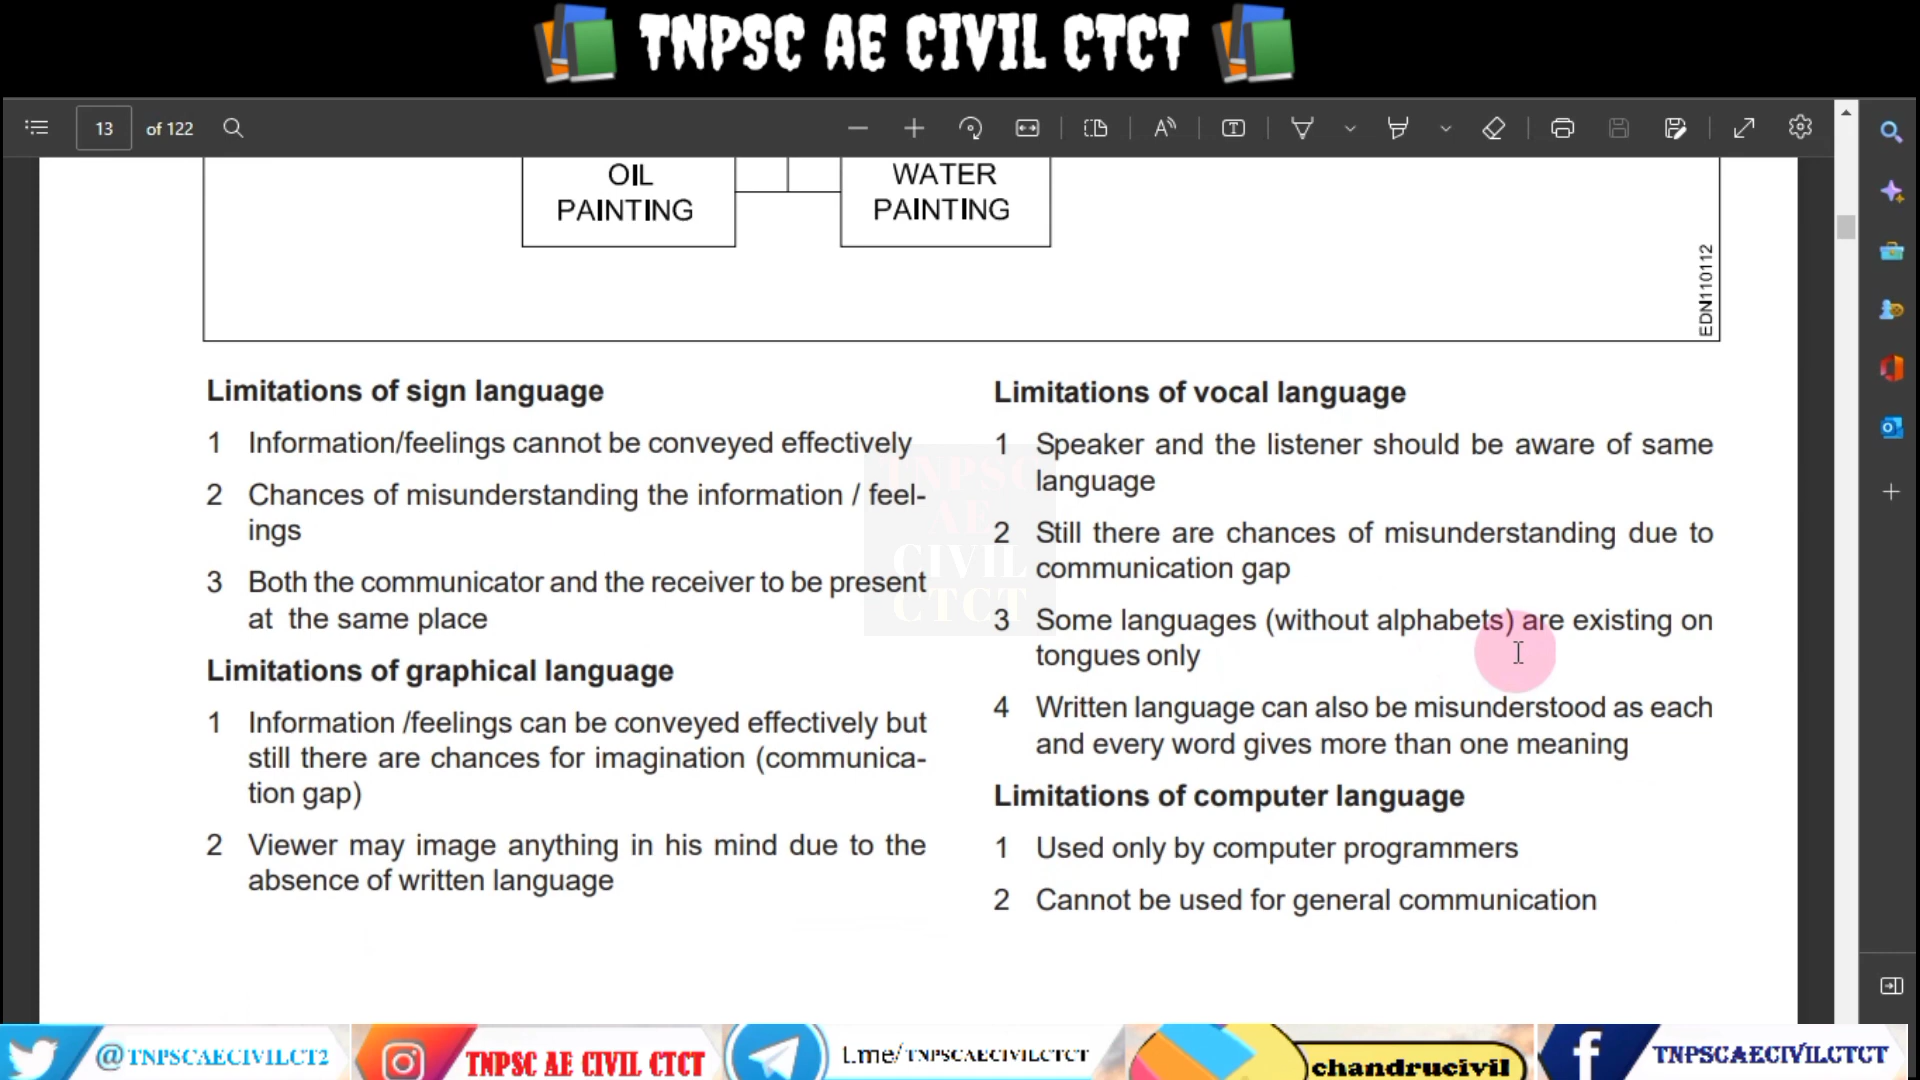 TNPSC AE CIVIL CTCT
13 of 122
OIL
PAINTING
WATER
PAINTING
EDN110112
Limitations of sign language
1 Information/feelings cannot be conveyed effectively
2 Chances of misunderstanding the information / feel-
ings
3 Both the communicator and the receiver to be present
at the same place
Limitations of graphical language
1 Information /feelings can be conveyed effectively but
still there are chances for imagination (communica-
tion gap)
2 Viewer may image anything in his mind due to the
absence of written language
Limitations of vocal language
1 Speaker and the listener should be aware of same
language
2 Still there are chances of misunderstanding due to
communication gap
3 Some languages (without alphabets) are existing on
tongues only
4 Written language can also be misunderstood as each
and every word gives more than one meaning
Limitations of computer language
1 Used only by computer programmers
2 Cannot be used for general communication
TNPSC
AE
CIVIL
CTCT
@TNPSCAECIVILCT2
TNPSC AE CIVIL CTCT
t.me/TNPSCAECIVILCTCT
chandrucivil
TNPSCAECIVILCTCT